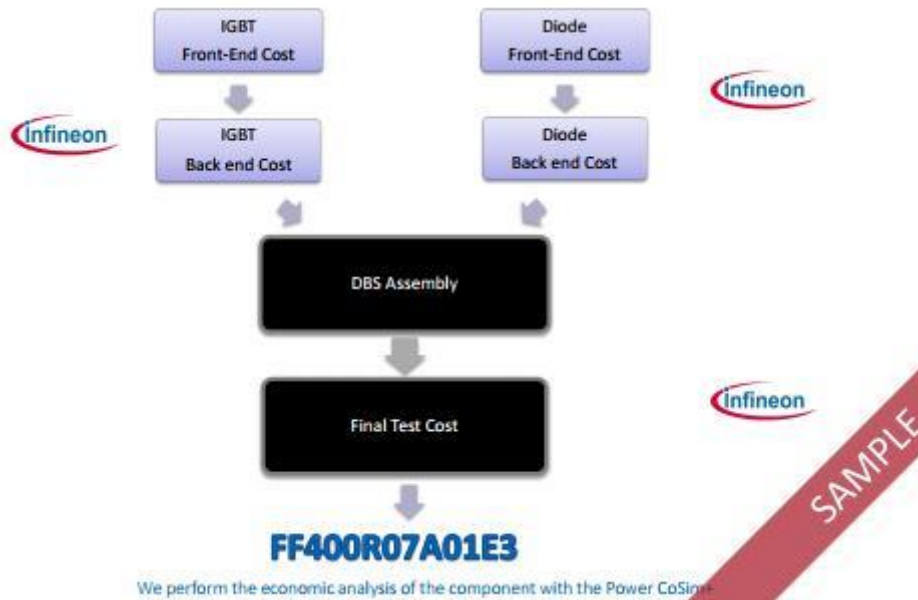 IGBT
Front-End Cost
Diode
Front-End Cost
infineon
infineon
IGBT
Back end Cost
Diode
Back end Cost
DBS Assembly
Final Test Cost
infineon
SAMPLE
FF400R07A01E3
We perform the economic analysis of the component with the Power CoSim+